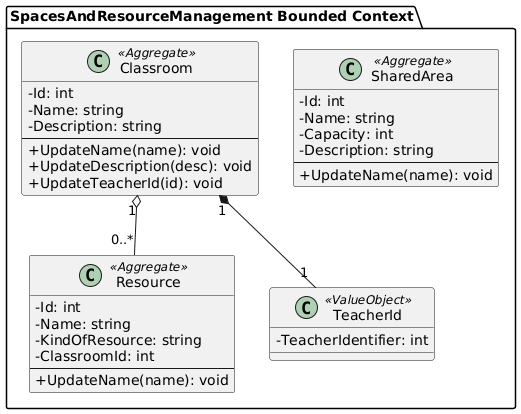 SpacesAndResourceManagement Bounded Context
C «Aggregate»
Classroom
-Id: int
-Name: string
-Description: string
+UpdateName(name): void
+UpdateDescription(desc): void
+UpdateTeacherId(id): void
C «Aggregate»
SharedArea
-Id: int
-Name: string
-Capacity: int
-Description: string
+UpdateName(name): void
1
0..*
1
1
C «Aggregate»
Resource
-Id: int
-Name: string
-KindOfResource: string
-ClassroomId: int
+UpdateName(name): void
C «ValueObject»
TeacherId
-TeacherIdentifier: int